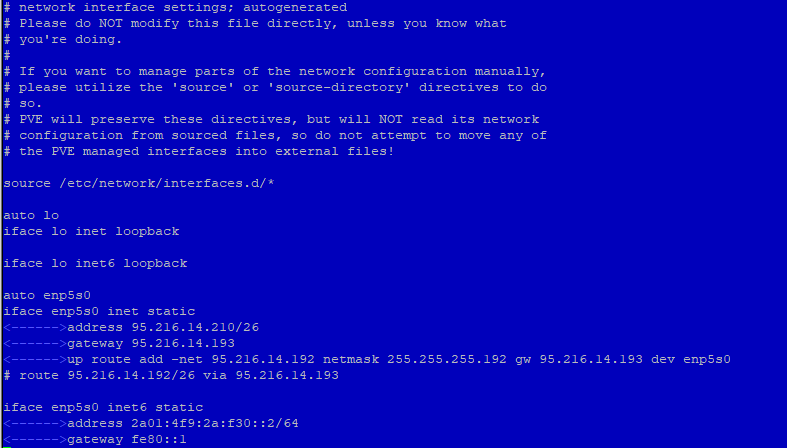 # network interface settings; autogenerated
# Please do NOT modify this file directly, unless you know what
# you're doing.
#
# If you want to manage parts of the network configuration manually,
# please utilize the 'source' or 'source-directory' directives to do
# so.
# PVE will preserve these directives, but will NOT read its network
# configuration from sourced files, so do not attempt to move any of
# the PVE managed interfaces into external files!
source /etc/network/interfaces.d/*
auto lo
iface lo inet loopback
iface lo inet6 loopback
auto enp5s0
iface enp5s0 inet static
<------>address 95.216.14.210/26
<------>gateway 95.216.14.193
<------>up route add -net 95.216.14.192 netmask 255.255.255.192 gw 95.216.14.193 dev enp5s0
# route 95.216.14.192/26 via 95.216.14.193
iface enp5s0 inet6 static
<------>address 2a01:4f9:2a:f30::2/64
<------>gateway fe80::1